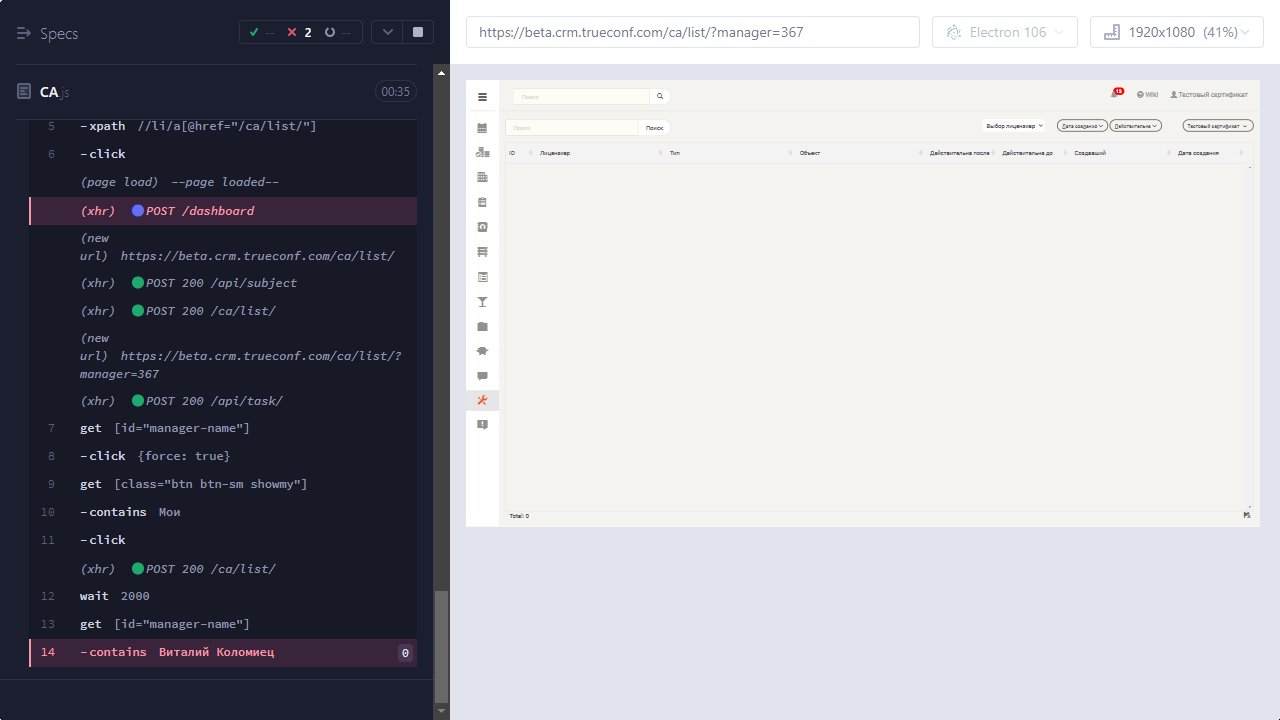 Specs
--
2
--
CA.js
00:35
5 -xpath //li/a[@href="/ca/list/"]
6 -click
(page load) --page loaded--
(xhr) POST /dashboard
(new
url) https://beta.crm.trueconf.com/ca/list/
(xhr) POST 200 /api/subject
(xhr) POST 200 /ca/list/
(new
url) https://beta.crm.trueconf.com/ca/list/?
manager=367
(xhr) POST 200 /api/task/
7 get [id="manager-name"]
8 -click {force: true}
9 get [class="btn btn-sm showmy"]
10 -contains Мои
11 -click
(xhr) POST 200 /ca/list/
12 wait 2000
13 get [id="manager-name"]
14 -contains Виталий Коломиец 0
https://beta.crm.trueconf.com/ca/list/?manager=367
Electron 106
1920x1080 (41%)
Поиск
Wiki
Тестовый сертификат
Поиск
Поиск
Выбор лицензиар
Дата создания
Действительна
Тестовый сертификат
ID
Лицензиар
Тип
Объект
Действительна после
Действительна до
Создавший
Дата создания
Total: 0